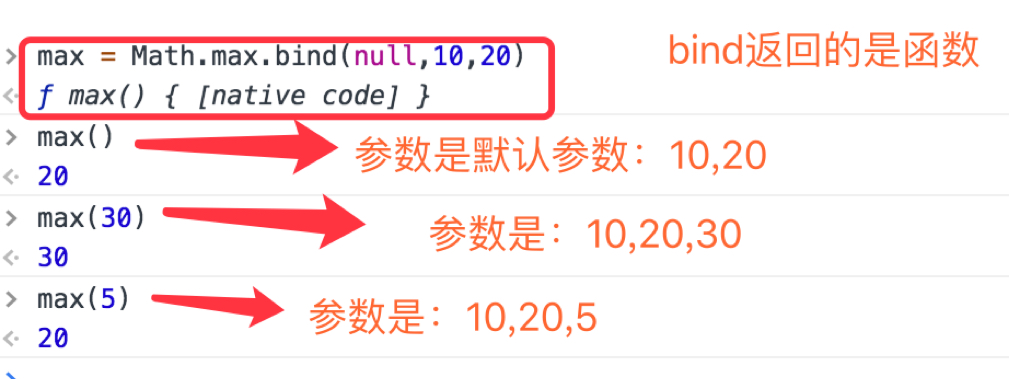 > max = Math.max.bind(null,10,20)
bind返回的是函数
<· ƒ max() { [native code] }
> max()
参数是默认参数：10,20
<· 20
> max(30)
参数是：10,20,30
<· 30
> max(5)
参数是：10,20,5
<· 20
>